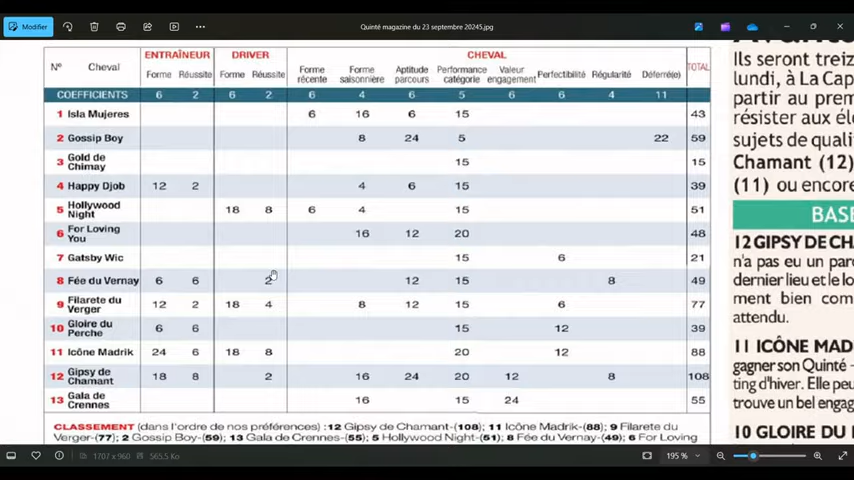 Modifier
Quinté magazine du 23 septembre 20245.jpg
ENTRAÎNEUR DRIVER CHEVAL
N° Cheval Forme Réussite Forme Réussite Forme récente Forme saisonnière Aptitude parcours Performance catégorie Valeur engagement Perfectibilité Régularité Déferré(e) TOTAL
COEFFICIENTS 6 2 6 2 6 4 6 5 6 6 4 11
1 Isla Mujeres 6 16 6 15 43
2 Gossip Boy 8 24 5 22 59
3 Gold de Chimay 15 15
4 Happy Djob 12 2 4 6 15 39
5 Hollywood Night 18 8 6 4 15 51
6 For Loving You 16 12 20 48
7 Gatsby Wic 15 6 21
8 Fée du Vernay 6 6 2 12 15 8 49
9 Filarete du Verger 12 2 18 4 8 12 15 6 77
10 Gloire du Perche 6 6 15 12 39
11 Icône Madrik 24 6 18 8 20 12 88
12 Gipsy de Chamant 18 8 2 16 24 20 12 8 108
13 Gala de Crennes 16 15 24 55
CLASSEMENT (dans l'ordre de nos préférences) : 12 Gipsy de Chamant-(108); 11 Icône Madrik-(88); 9 Filarete du
Verger-(77); 2 Gossip Boy-(59); 13 Gala de Crennes-(55); 5 Hollywood Night-(51); 8 Fée du Vernay-(49); 6 For Loving
Ils seront treiz
lundi, à La Cap
partir au prem
résister aux éle
sujets de quali
Chamant (12)
(11) ou encore
BASE
12 GIPSY DE CHA
n'a pas eu un parc
dernier lieu et le lo
ment bien com
attendu.
11 ICÔNE MAD
gagner son Quinté
ting d'hiver. Elle peu
trouve un bel engag
10 GLOIRE DU
1707 x 960
565,5 Ko
195 %